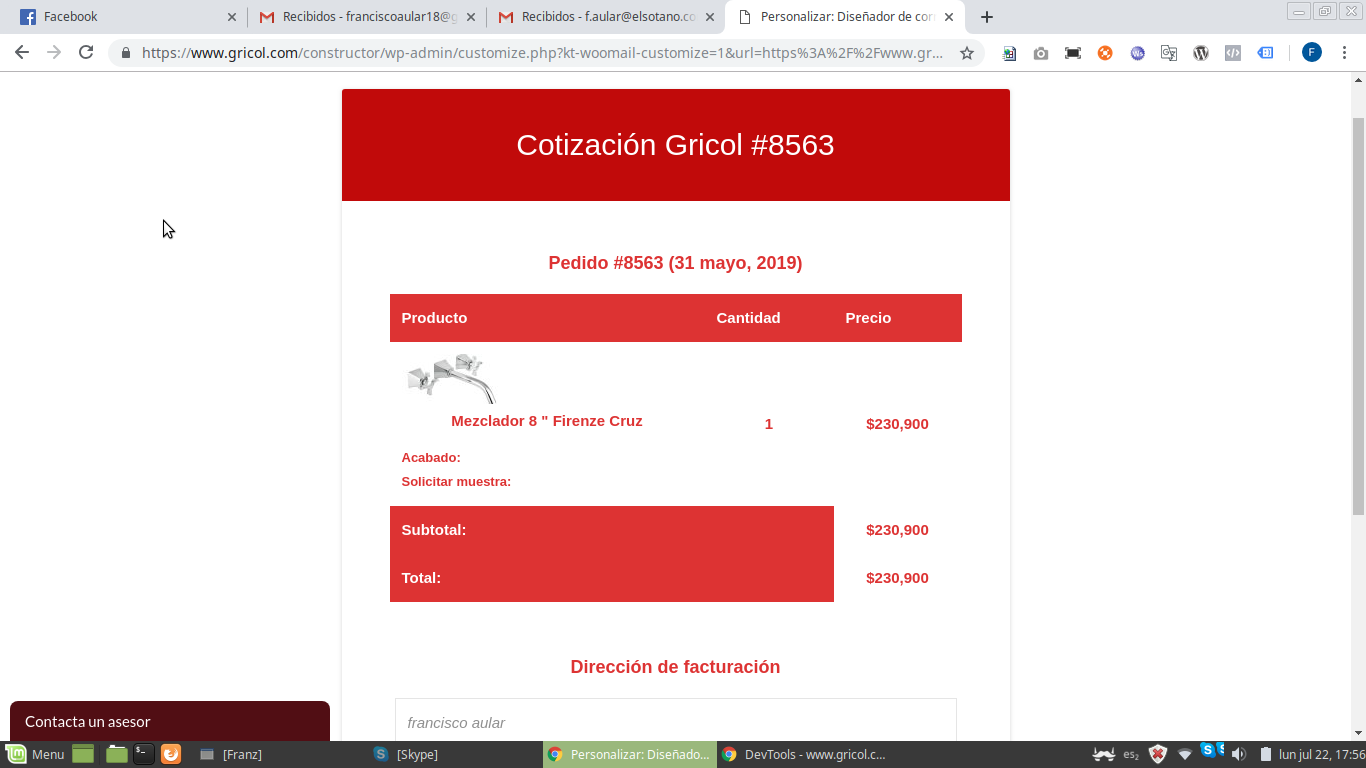 Facebook
Recibidos - franciscoaular18@g
Recibidos - f.aular@elsotano.co
Personalizar: Diseñador de cor
https://www.gricol.com/constructor/wp-admin/customize.php?kt-woomail-customize=1&url=https%3A%2F%2Fwww.gr...
F
Cotización Gricol #8563
Pedido #8563 (31 mayo, 2019)
Producto Cantidad Precio
Mezclador 8 " Firenze Cruz 1 $230,900
Acabado:
Solicitar muestra:
Subtotal: $230,900
Total: $230,900
Dirección de facturación
francisco aular
Contacta un asesor
Menu [Franz] [Skype] Personalizar: Diseñado... DevTools - www.gricol.c... es2 lun jul 22, 17:56